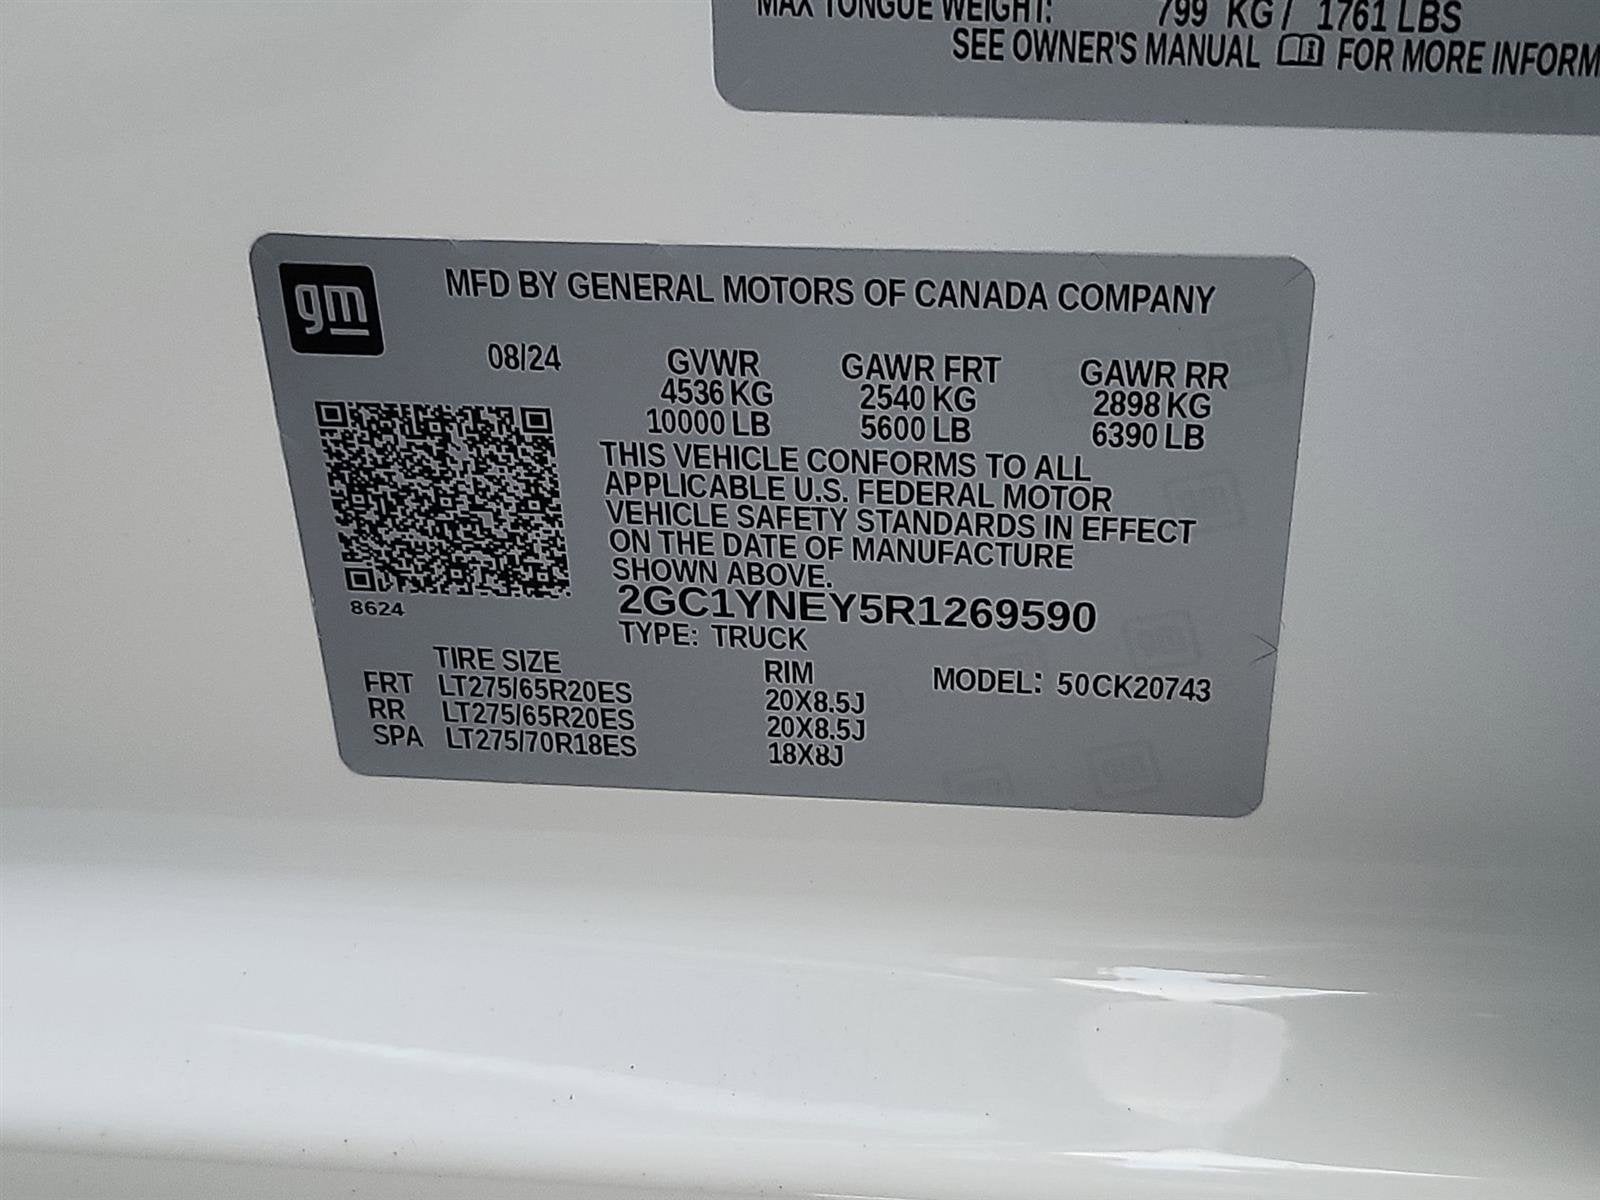 MAX TONGUE WEIGHT: 799 KG / 1761 LBS
SEE OWNER'S MANUAL FOR MORE INFORM
gm
MFD BY GENERAL MOTORS OF CANADA COMPANY
08/24 GVWR GAWR FRT GAWR RR
4536 KG 2540 KG 2898 KG
10000 LB 5600 LB 6390 LB
THIS VEHICLE CONFORMS TO ALL
APPLICABLE U.S. FEDERAL MOTOR
VEHICLE SAFETY STANDARDS IN EFFECT
ON THE DATE OF MANUFACTURE
SHOWN ABOVE.
8624
2GC1YNEY5R1269590
TYPE: TRUCK
TIRE SIZE RIM MODEL: 50CK20743
FRT LT275/65R20ES 20X8.5J
RR LT275/65R20ES 20X8.5J
SPA LT275/70R18ES 18X8J